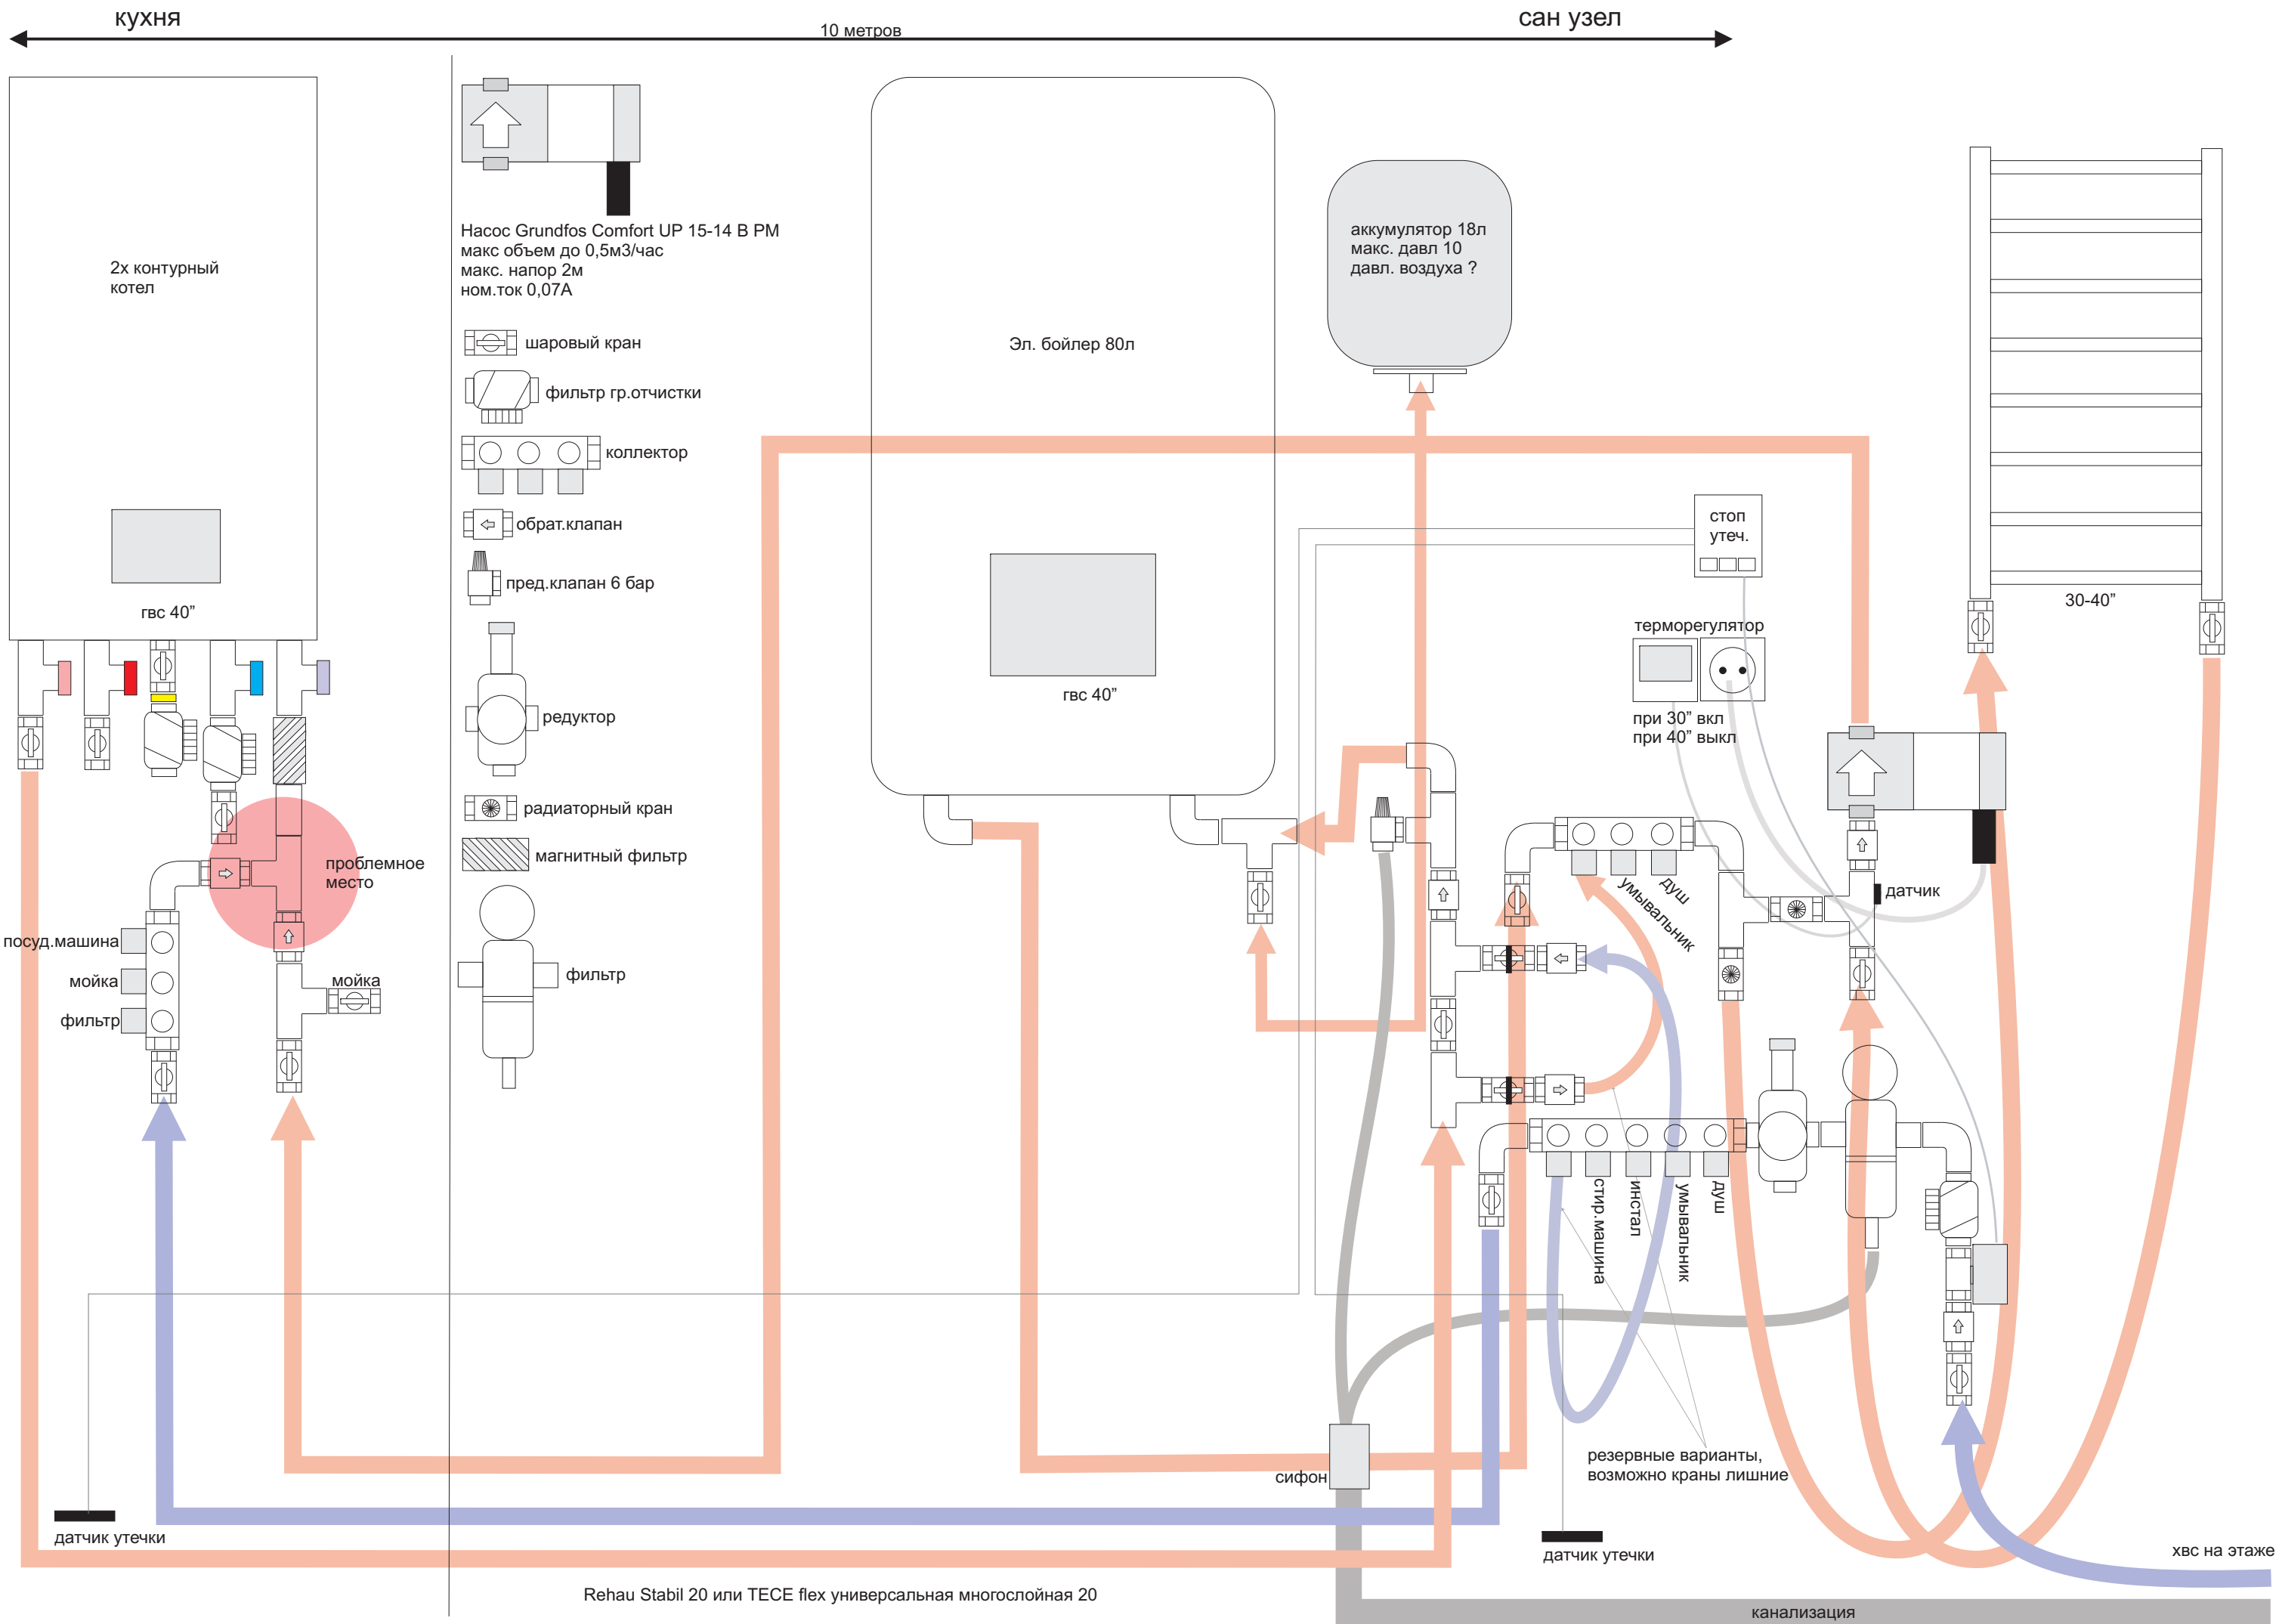 кухня
10 метров
сан узел
2х контурный
котел
гвс 40”
Насос Grundfos Comfort UP 15-14 B PM
макс объем до 0,5м3/час
макс. напор 2м
ном.ток 0,07А
шаровый кран
фильтр гр.отчистки
коллектор
обрат.клапан
пред.клапан 6 бар
редуктор
радиаторный кран
магнитный фильтр
фильтр
Эл. бойлер 80л
гвс 40”
аккумулятор 18л
макс. давл 10
давл. воздуха ?
стоп
утеч.
терморегулятор
при 30” вкл
при 40” выкл
30-40”
проблемное
место
посуд.машина
мойка
фильтр
мойка
умывальник
душ
датчик
стир.машина
инстал
умывальник
душ
резервные варианты,
возможно краны лишние
сифон
датчик утечки
датчик утечки
хвс на этаже
Rehau Stabil 20 или TECE flex универсальная многослойная 20
канализация